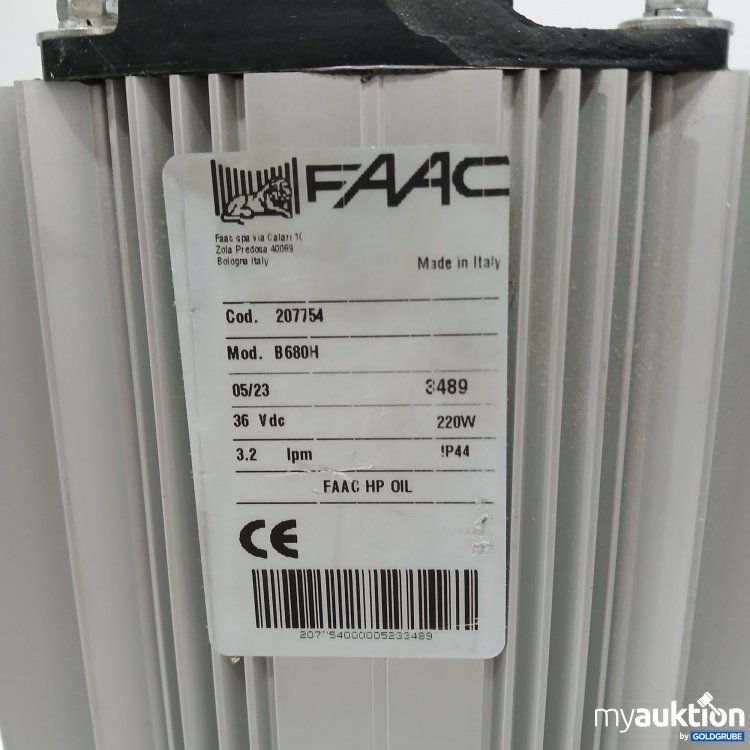 FAAC
Faac spa via Calari 10
Zola Predosa 40069
Bologna Italy
Made in Italy
Cod. 207754
Mod. B680H
05/23 3489
36 Vdc 220W
3.2 lpm IP44
FAAC HP OIL
CE
207754000005233489
myauktion
by GOLDGRUBE